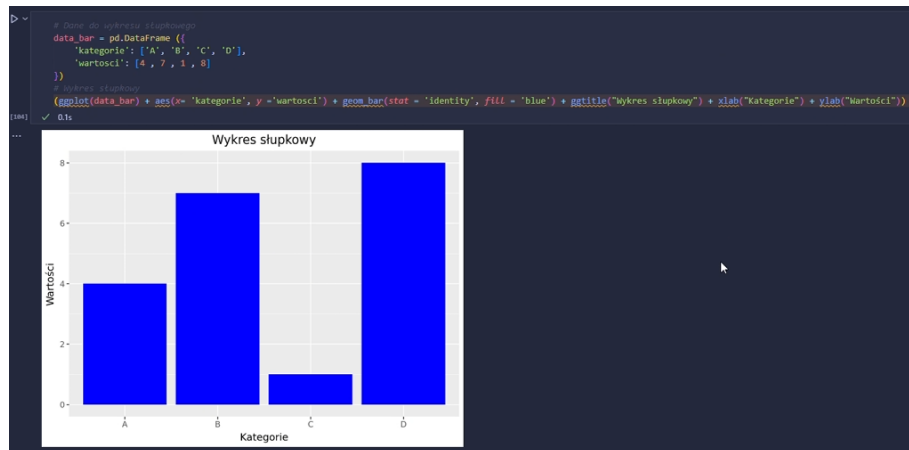 # Dane do wykresu słupkowego
data_bar = pd.DataFrame ({
'kategorie': ['A', 'B', 'C', 'D'],
'wartosci': [4 , 7 , 1 , 8]
})
# Wykres słupkowy
(ggplot(data_bar) + aes(x= 'kategorie', y ='wartosci') + geom_bar(stat = 'identity', fill = 'blue') + ggtitle("Wykres słupkowy") + xlab("Kategorie") + ylab("Wartości"))
[104] ✓ 0.1s
...
Wykres słupkowy
8
6
4
2
0
Wartości
A B C D
Kategorie